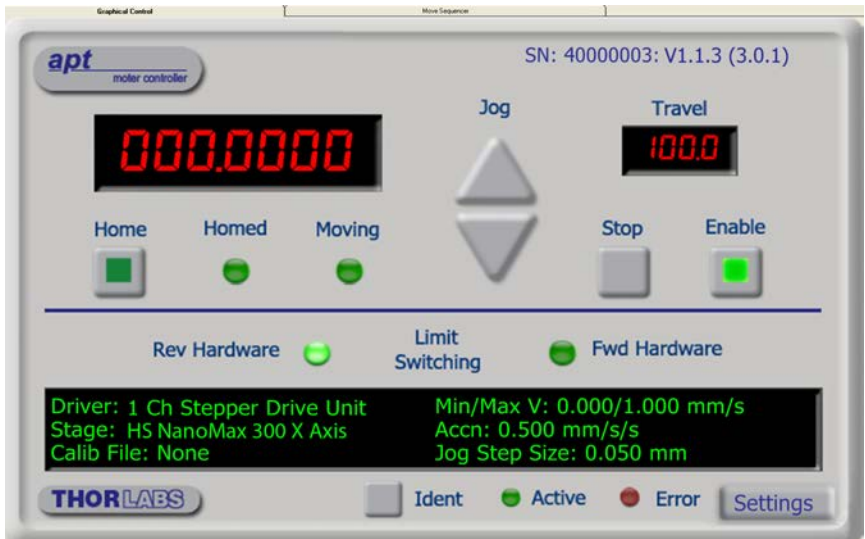 Graphical Control
Move Sequencer
apt
moter controller
SN: 40000003: V1.1.3 (3.0.1)
Jog
Travel
000.0000
100.0
Home
Homed
Moving
Stop
Enable
Rev Hardware
Limit
Switching
Fwd Hardware
Driver: 1 Ch Stepper Drive Unit
Stage: HS NanoMax 300 X Axis
Calib File: None
Min/Max V: 0.000/1.000 mm/s
Accn: 0.500 mm/s/s
Jog Step Size: 0.050 mm
THORLABS
Ident
Active
Error
Settings